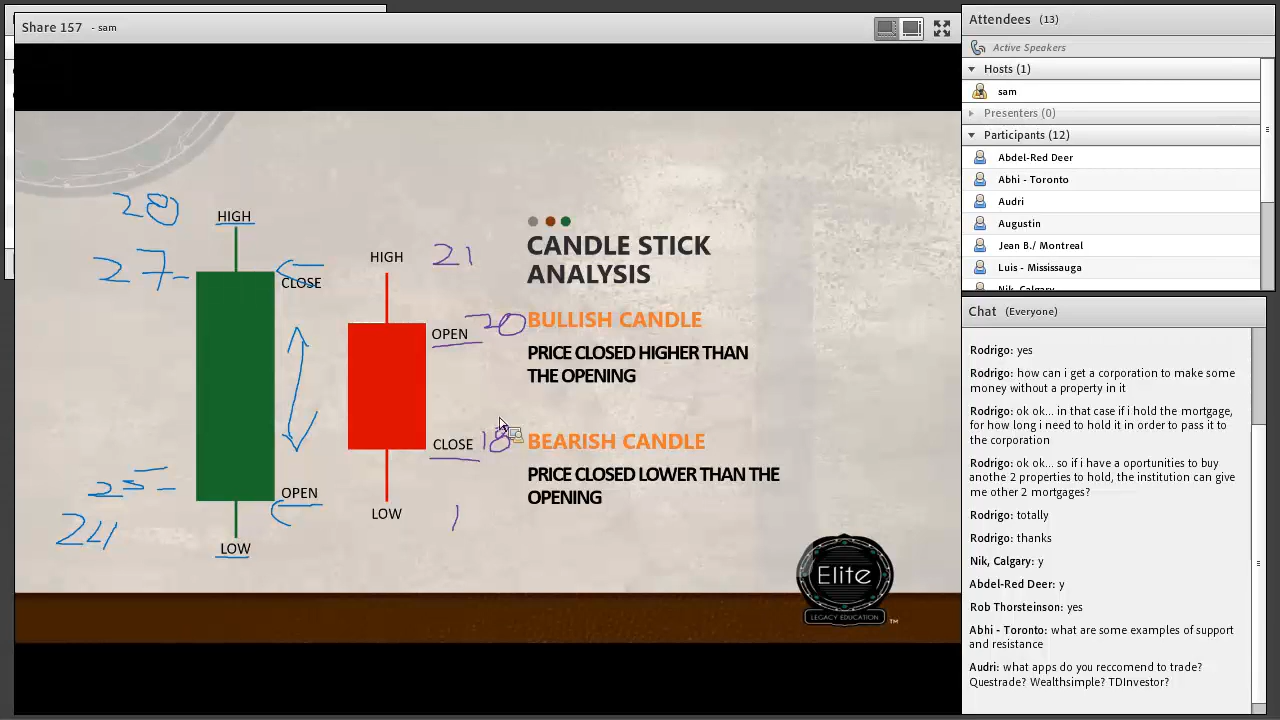 Share 157 - sam
20
HIGH
27
CLOSE
25
OPEN
24
LOW
HIGH
21
OPEN
20
CLOSE
18
LOW
CANDLE STICK
ANALYSIS
BULLISH CANDLE
PRICE CLOSED HIGHER THAN
THE OPENING
BEARISH CANDLE
PRICE CLOSED LOWER THAN THE
OPENING
Elite
LEGACY EDUCATION
TM
Attendees (13)
Active Speakers
Hosts (1)
sam
Presenters (0)
Participants (12)
Abdel-Red Deer
Abhi - Toronto
Audri
Augustin
Jean B./ Montreal
Luis - Mississauga
Nik, Calgary
Chat (Everyone)
Rodrigo: yes
Rodrigo: how can i get a corporation to make some
money without a property in it
Rodrigo: ok ok... in that case if i hold the mortgage,
for how long i need to hold it in order to pass it to
the corporation
Rodrigo: ok ok... so if i have a oportunities to buy
anothe 2 properties to hold, the institution can give
me other 2 mortgages?
Rodrigo: totally
Rodrigo: thanks
Nik, Calgary: y
Abdel-Red Deer: y
Rob Thorsteinson: yes
Abhi - Toronto: what are some examples of support
and resistance
Audri: what apps do you reccomend to trade?
Questrade? Wealthsimple? TDInvestor?